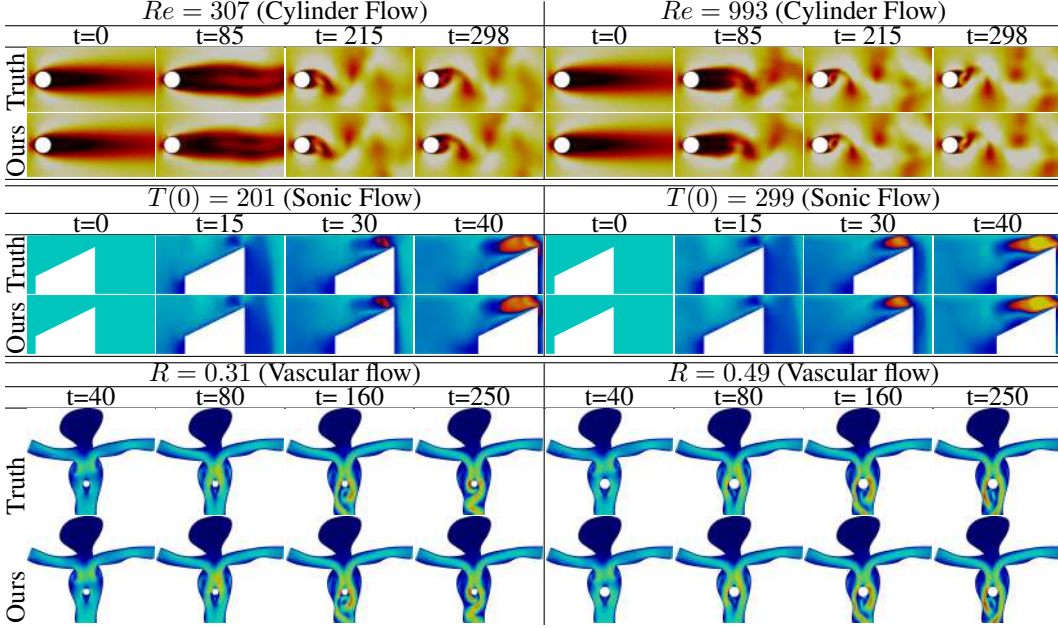 Re = 307 (Cylinder Flow) Re = 993 (Cylinder Flow)
t=0 t=85 t= 215 t=298 t=0 t=85 t= 215 t=298
Truth
Ours
T(0) = 201 (Sonic Flow) T(0) = 299 (Sonic Flow)
t=0 t=15 t= 30 t=40 t=0 t=15 t= 30 t=40
Truth
Ours
R = 0.31 (Vascular flow) R = 0.49 (Vascular flow)
t=40 t=80 t= 160 t=250 t=40 t=80 t= 160 t=250
Truth
Ours